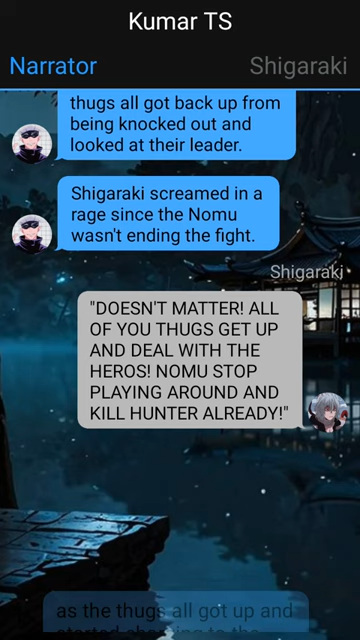 Kumar TS
Narrator
Shigaraki
thugs all got back up from
being knocked out and
looked at their leader.
Shigaraki screamed in a
rage since the Nomu
wasn't ending the fight.
Shigaraki
"DOESN'T MATTER! ALL
OF YOU THUGS GET UP
AND DEAL WITH THE
HEROS! NOMU STOP
PLAYING AROUND AND
KILL HUNTER ALREADY!"
as the thugs all got up and